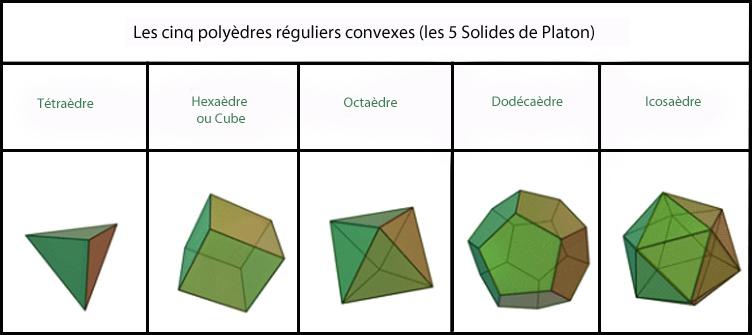 Les cinq polyèdres réguliers convexes (les 5 Solides de Platon)
Tétraèdre
Hexaèdre
ou Cube
Octaèdre
Dodécaèdre
Icosaèdre